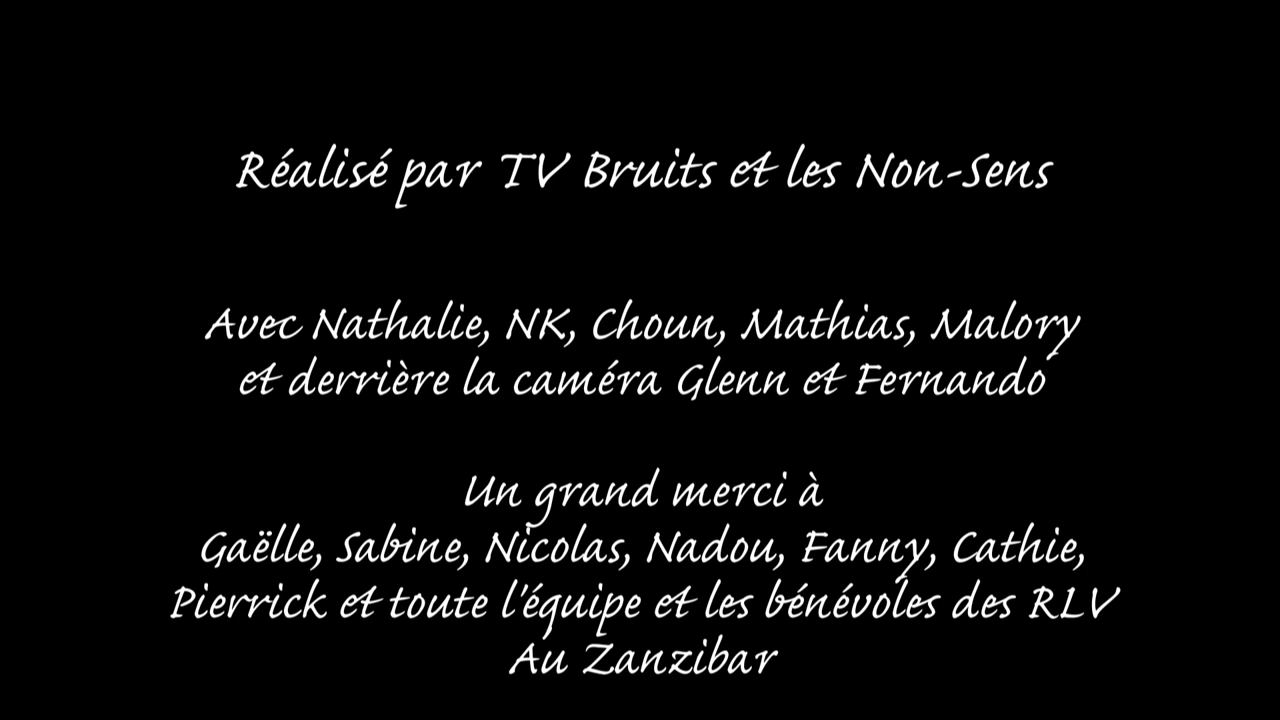 Réalisé par TV Bruits et les Non-Sens
Avec Nathalie, NK, Choun, Mathias, Malory
et derrière la caméra Glenn et Fernando
Un grand merci à
Gaëlle, Sabine, Nicolas, Nadou, Fanny, Cathie,
Pierrick et toute l'équipe et les bénévoles des RLV
Au Zanzibar